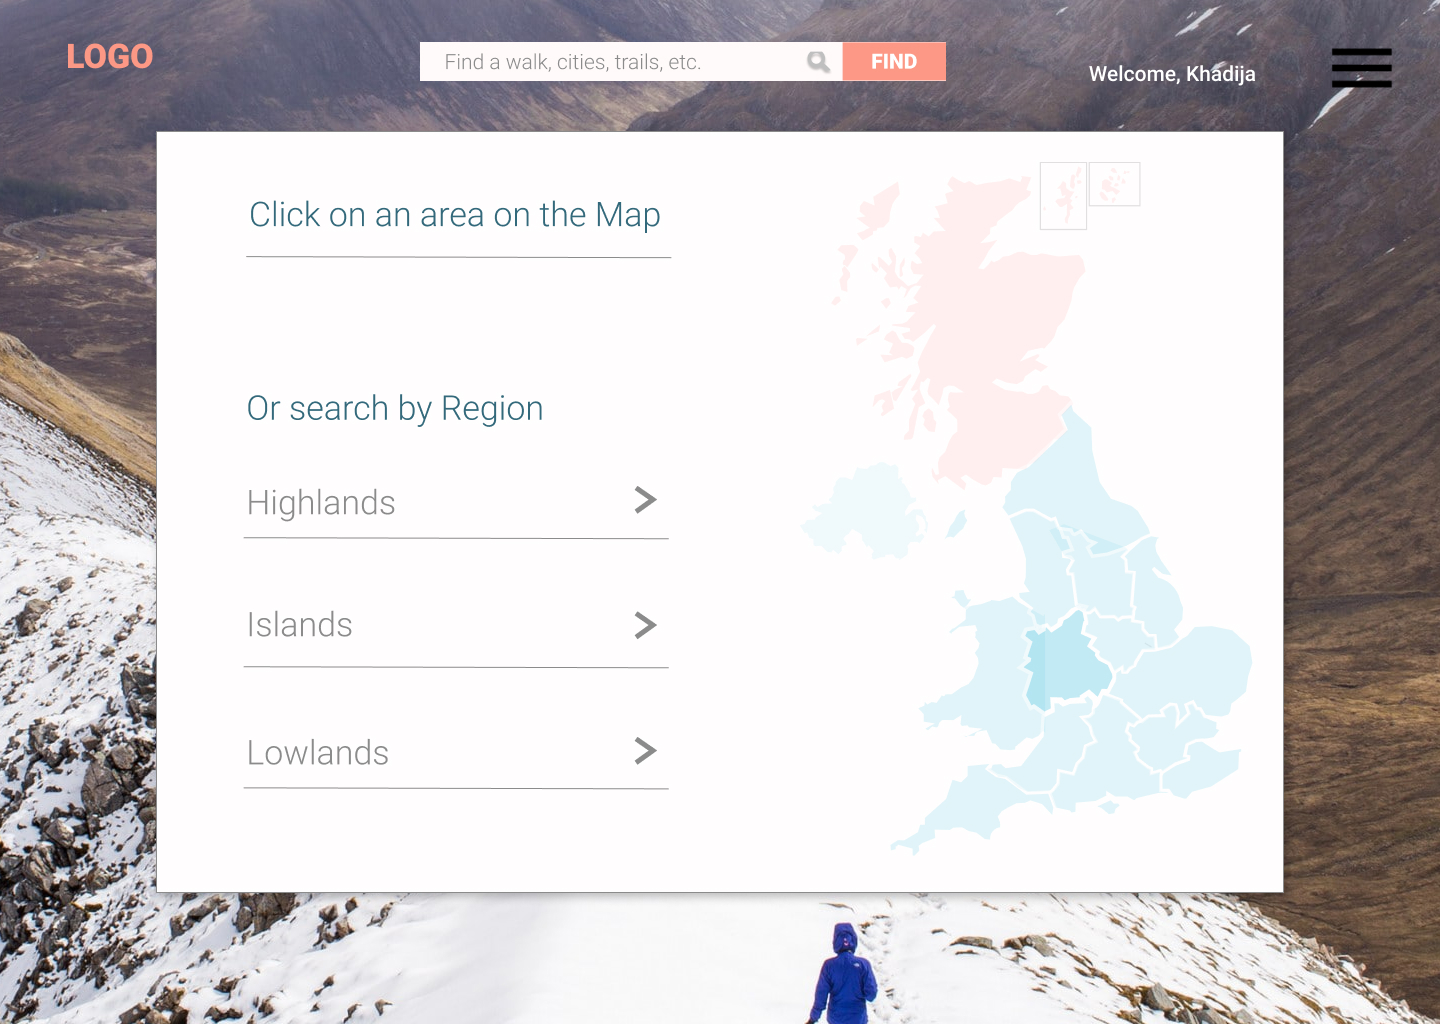 LOGO
Find a walk, cities, trails, etc.
FIND
Welcome, Khadija
Click on an area on the Map
Or search by Region
Highlands
Islands
Lowlands